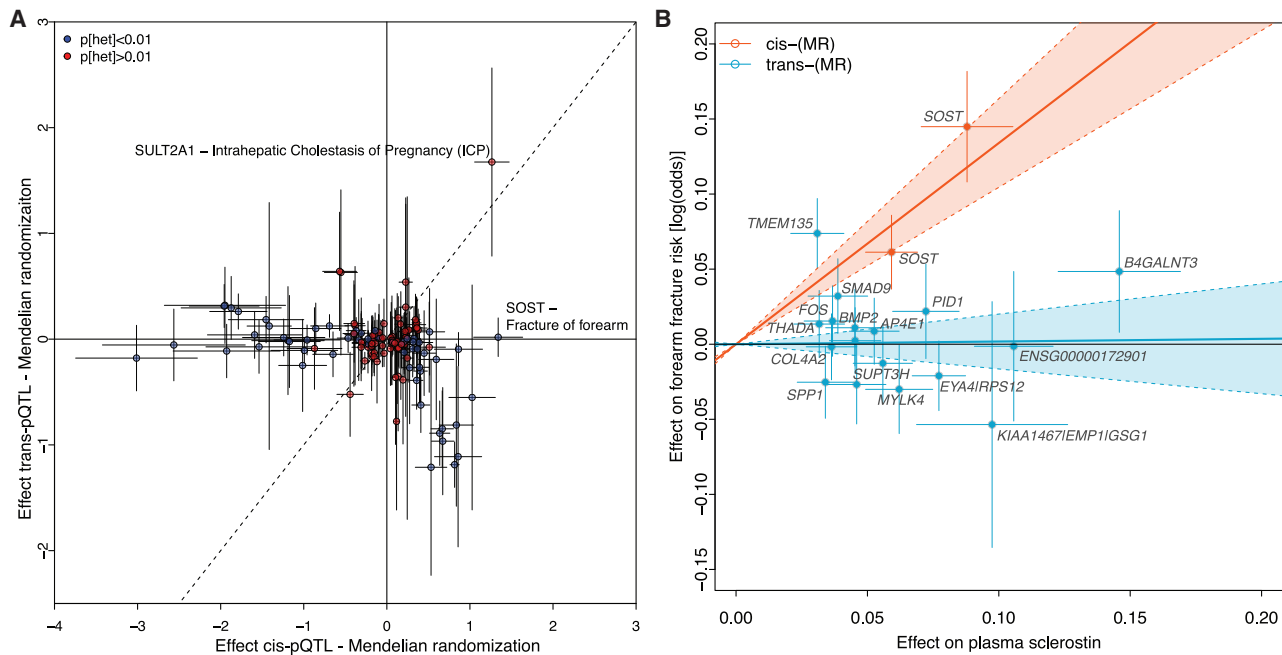 A
p[het]<0.01
p[het]>0.01
SULT2A1 – Intrahepatic Cholestasis of Pregnancy (ICP)
SOST –
Fracture of forearm
3
2
1
0
−1
−2
−4
−3
−2
−1
0
1
2
3
Effect trans-pQTL - Mendelian randomizaiton
Effect cis-pQTL - Mendelian randomization
B
cis−(MR)
trans−(MR)
SOST
TMEM135
SOST
B4GALNT3
SMAD9
PID1
FOS
BMP2
AP4E1
THADA
COL4A2
ENSG00000172901
SUPT3H
EYA4|RPS12
SPP1
MYLK4
KIAA1467|EMP1|GSG1
0.20
0.15
0.10
0.05
0.00
−0.05
−0.10
−0.15
0.00
0.05
0.10
0.15
0.20
Effect on forearm fracture risk [log(odds)]
Effect on plasma sclerostin